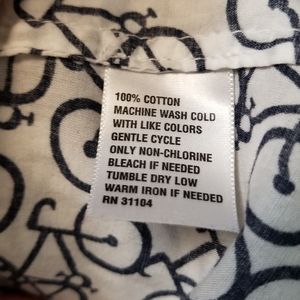 100% COTTON
MACHINE WASH COLD
WITH LIKE COLORS
GENTLE CYCLE
ONLY NON-CHLORINE
BLEACH IF NEEDED
TUMBLE DRY LOW
WARM IRON IF NEEDED
RN 31104